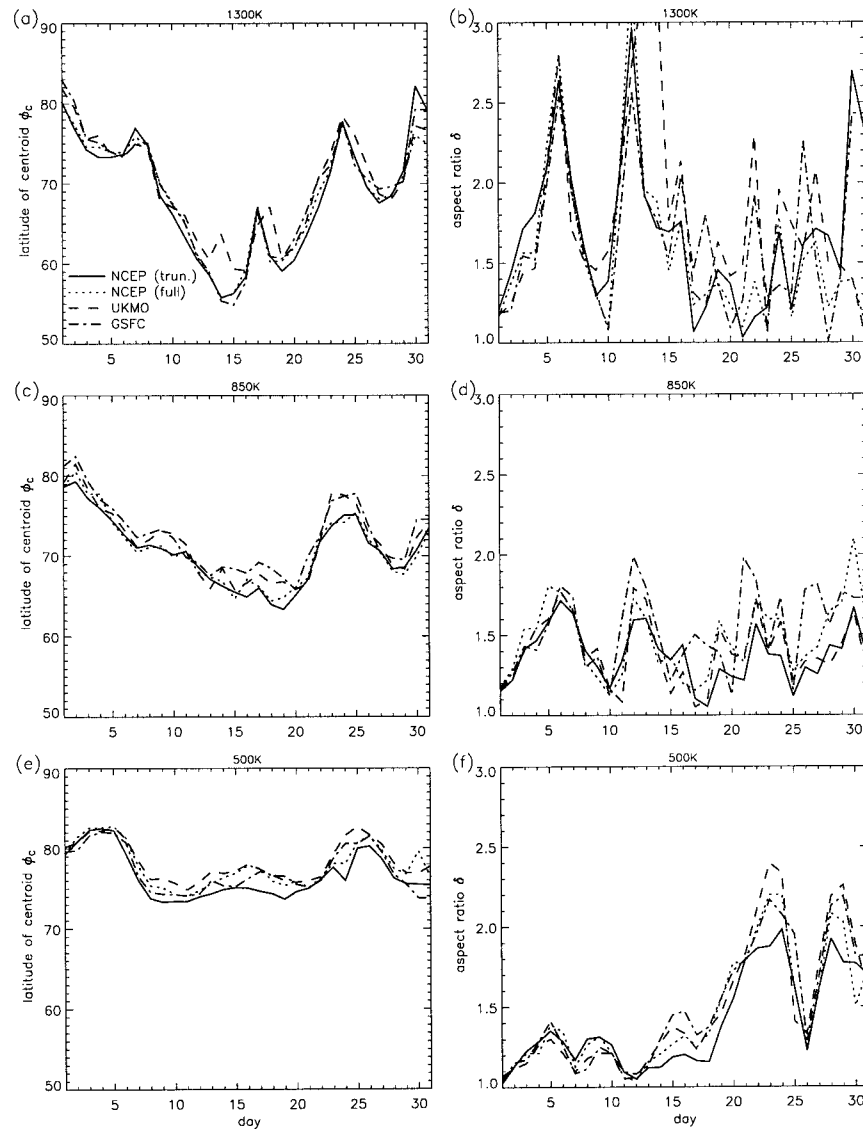 (a) 1300K
90
80
70
60
50
latitude of centroid ϕc
NCEP (trun.)
NCEP (full)
UKMO
GSFC
5 10 15 20 25 30
(b) 1300K
3.0
2.5
2.0
1.5
1.0
aspect ratio δ
5 10 15 20 25 30
(c) 850K
90
80
70
60
50
latitude of centroid ϕc
5 10 15 20 25 30
(d) 850K
3.0
2.5
2.0
1.5
1.0
aspect ratio δ
5 10 15 20 25 30
(e) 500K
90
80
70
60
50
latitude of centroid ϕc
5 10 15 20 25 30
day
(f) 500K
3.0
2.5
2.0
1.5
1.0
aspect ratio δ
5 10 15 20 25 30
day